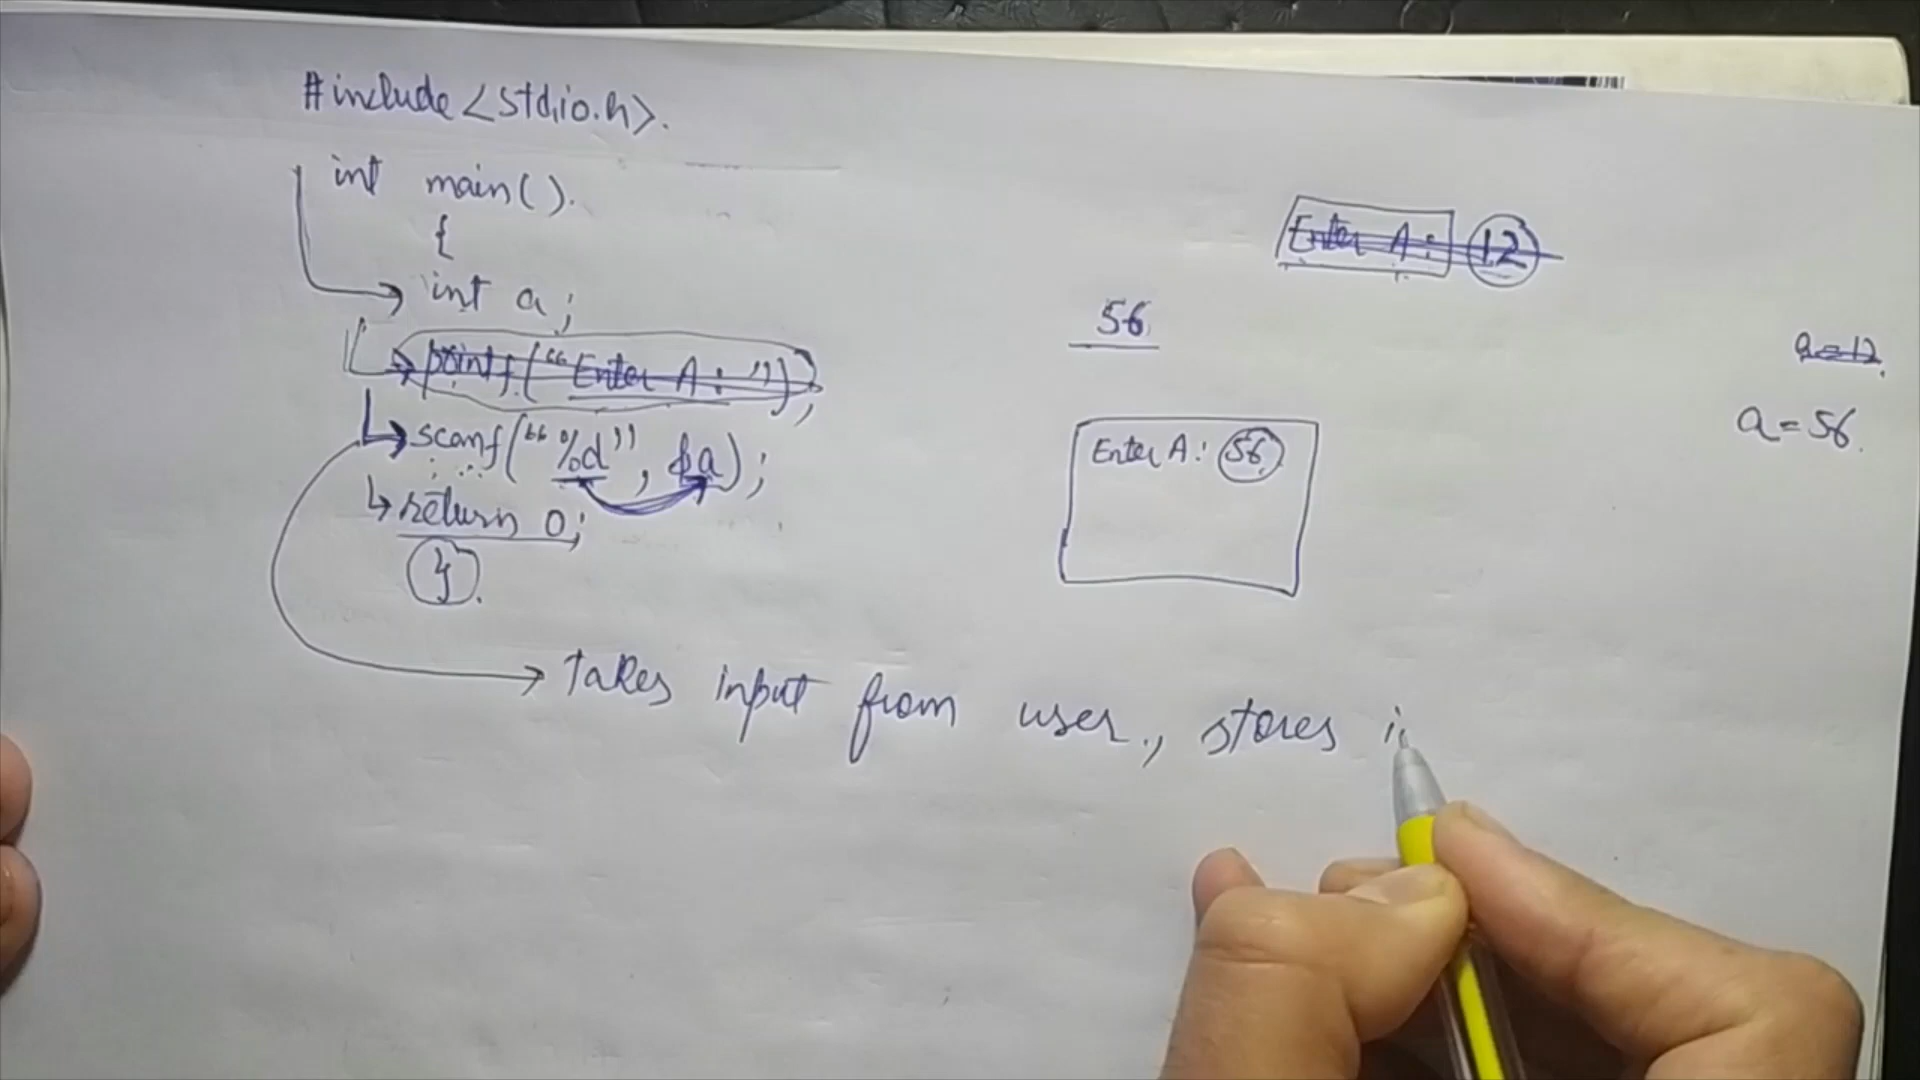 #include <stdio.h>.
int main().
{
int a;
printf("Enter A: ");
scanf("%d", &a);
return 0;
}
takes input from user., stores i
Enter A: 12
56
Enter A: 56
a=12.
a=56.